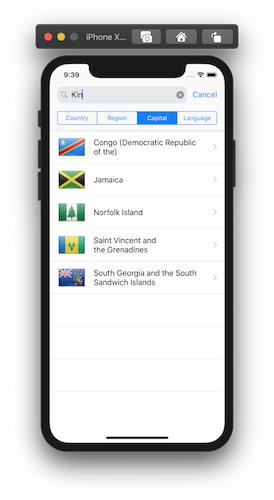 iPhone X...
9:39
Kin
Cancel
Country
Region
Capital
Language
Congo (Democratic Republic
of the)
Jamaica
Norfolk Island
Saint Vincent and
the Grenadines
South Georgia and the South
Sandwich Islands